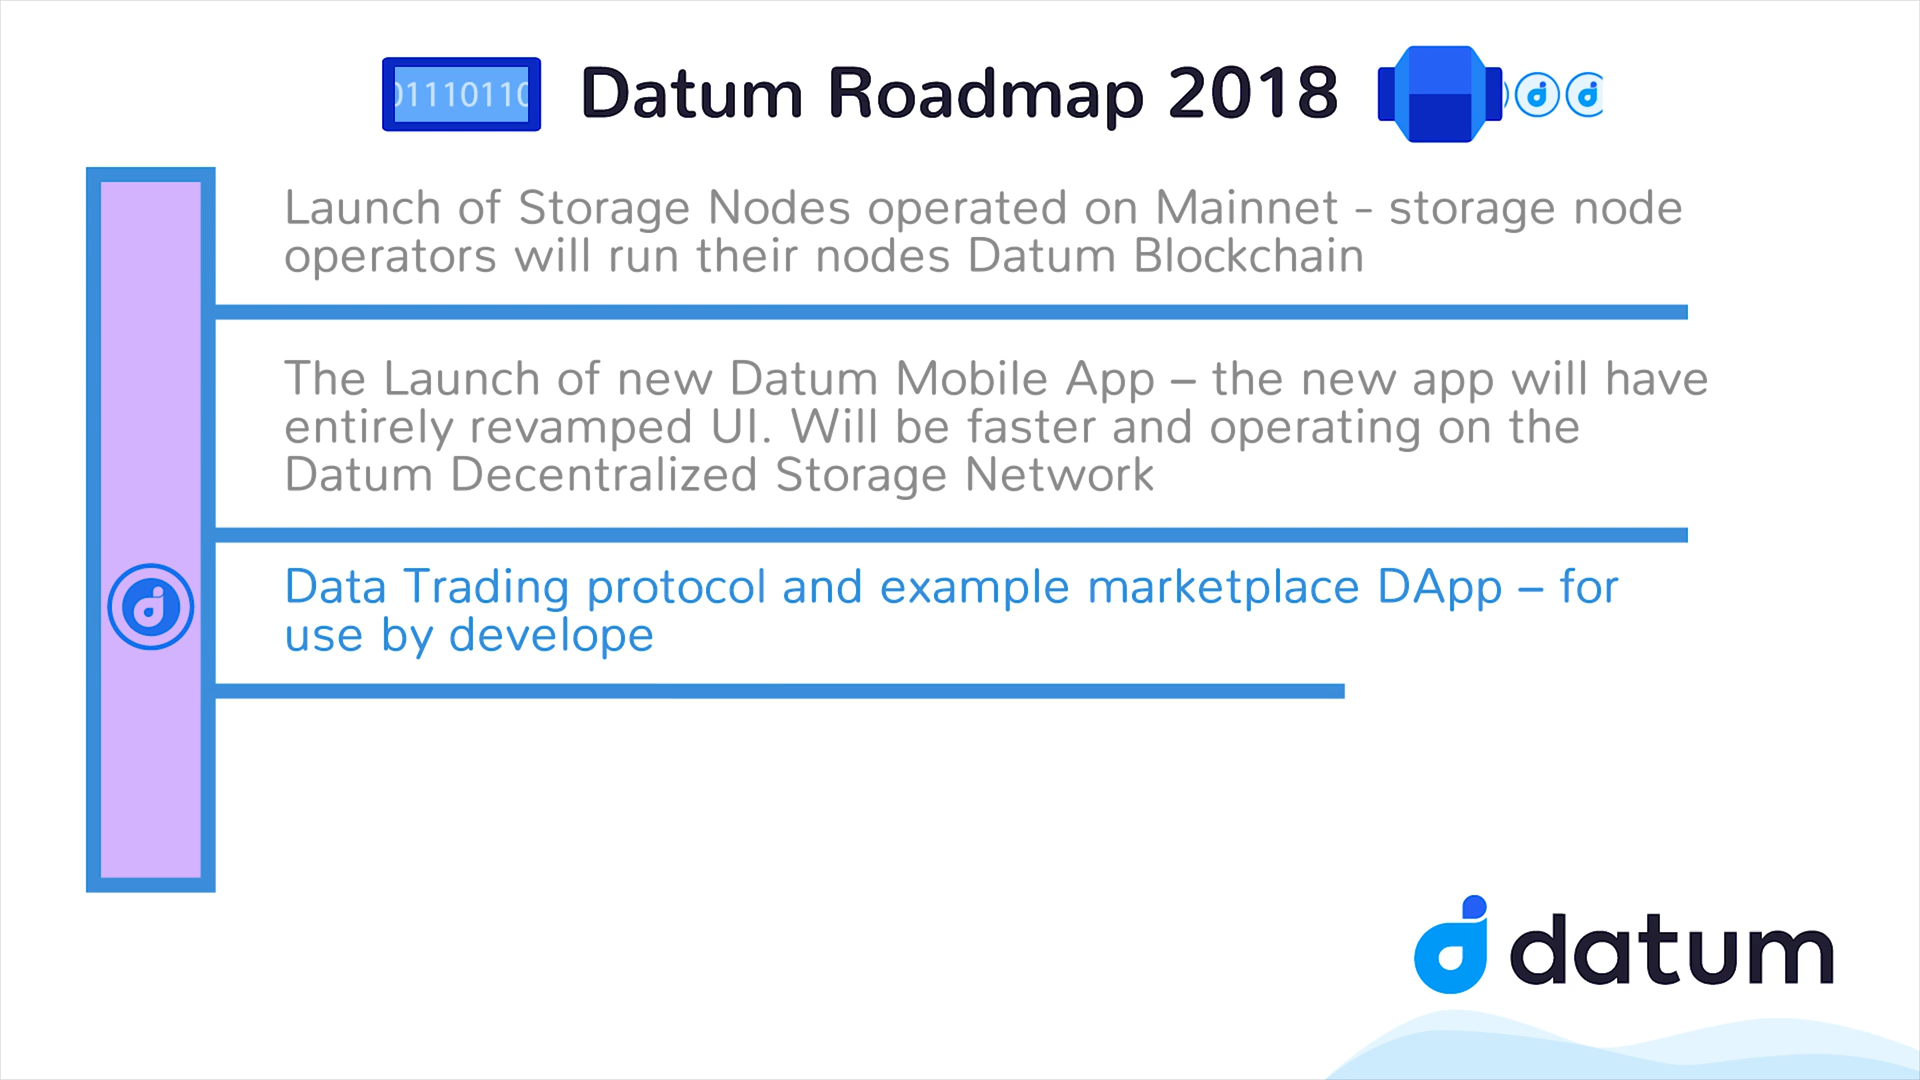 01110110
Datum Roadmap 2018
Launch of Storage Nodes operated on Mainnet - storage node
operators will run their nodes Datum Blockchain
The Launch of new Datum Mobile App – the new app will have
entirely revamped UI. Will be faster and operating on the
Datum Decentralized Storage Network
Data Trading protocol and example marketplace DApp – for
use by develope
datum